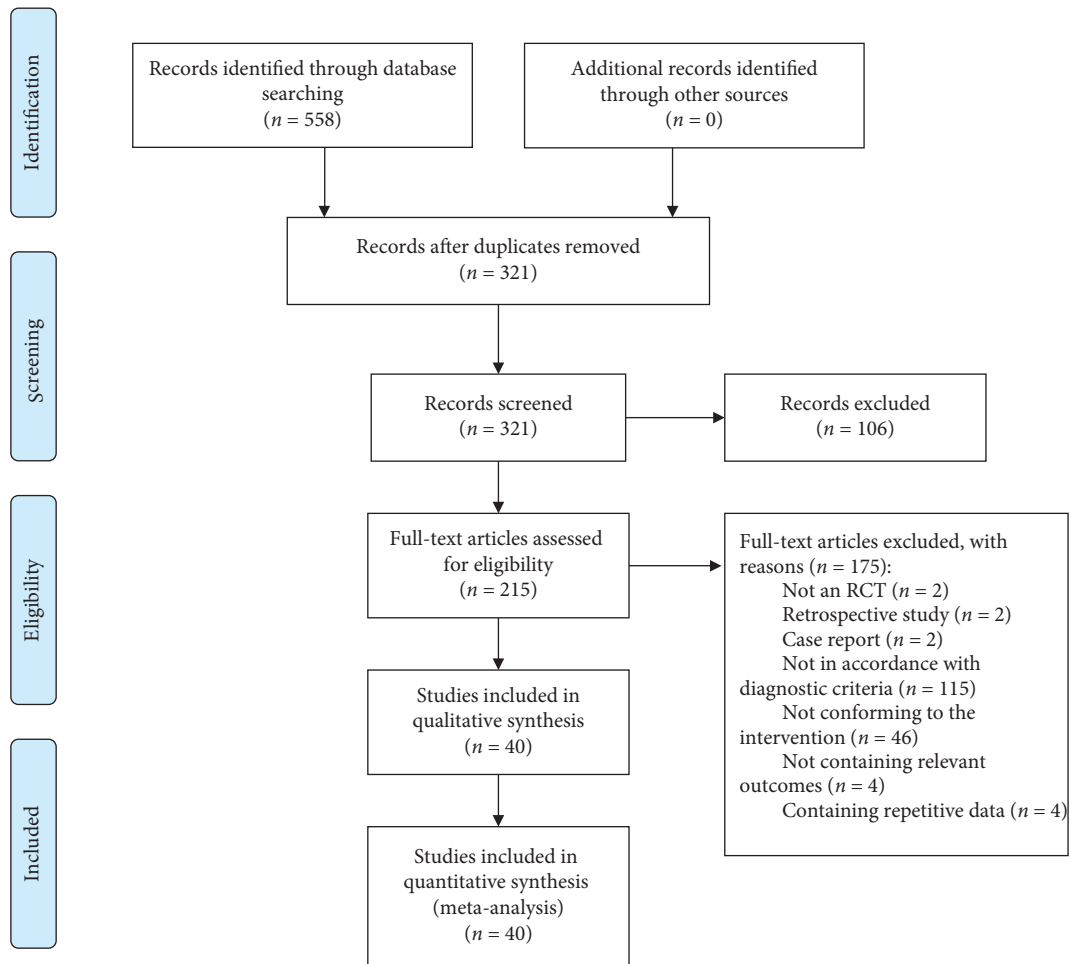 Identification
Records identified through database
searching
(n = 558)
Additional records identified
through other sources
(n = 0)
Records after duplicates removed
(n = 321)
Screening
Records screened
(n = 321)
Records excluded
(n = 106)
Eligibility
Full-text articles assessed
for eligibility
(n = 215)
Full-text articles excluded, with
reasons (n = 175):
Not an RCT (n = 2)
Retrospective study (n = 2)
Case report (n = 2)
Not in accordance with
diagnostic criteria (n = 115)
Not conforming to the
intervention (n = 46)
Not containing relevant
outcomes (n = 4)
Containing repetitive data (n = 4)
Studies included in
qualitative synthesis
(n = 40)
Included
Studies included in
quantitative synthesis
(meta-analysis)
(n = 40)